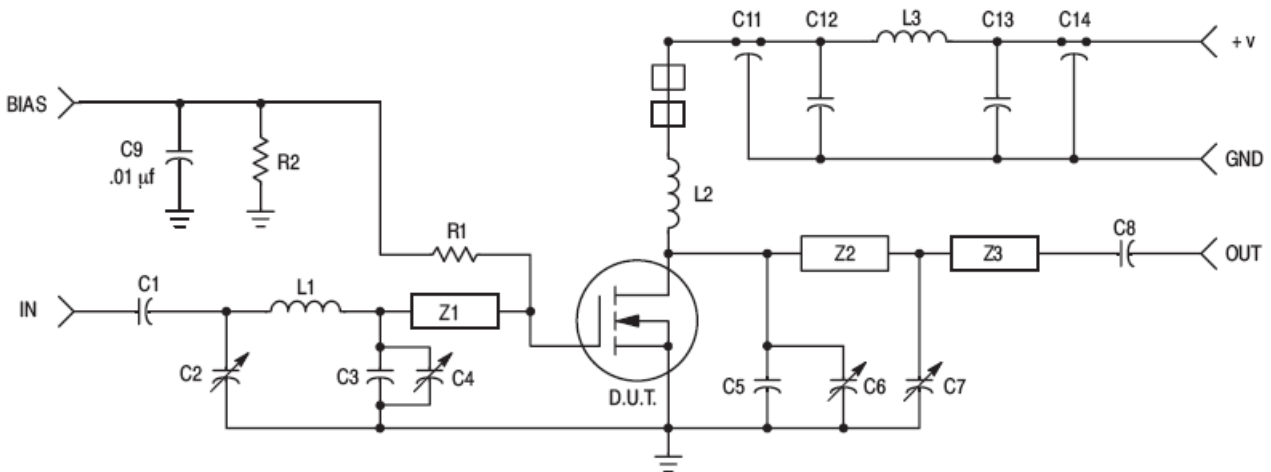 C11
C12
L3
C13
C14
+ V
BIAS
C9
.01 µf
R2
GND
L2
R1
C8
Z2
Z3
OUT
C1
L1
IN
Z1
C2
C3
C4
D.U.T.
C5
C6
C7